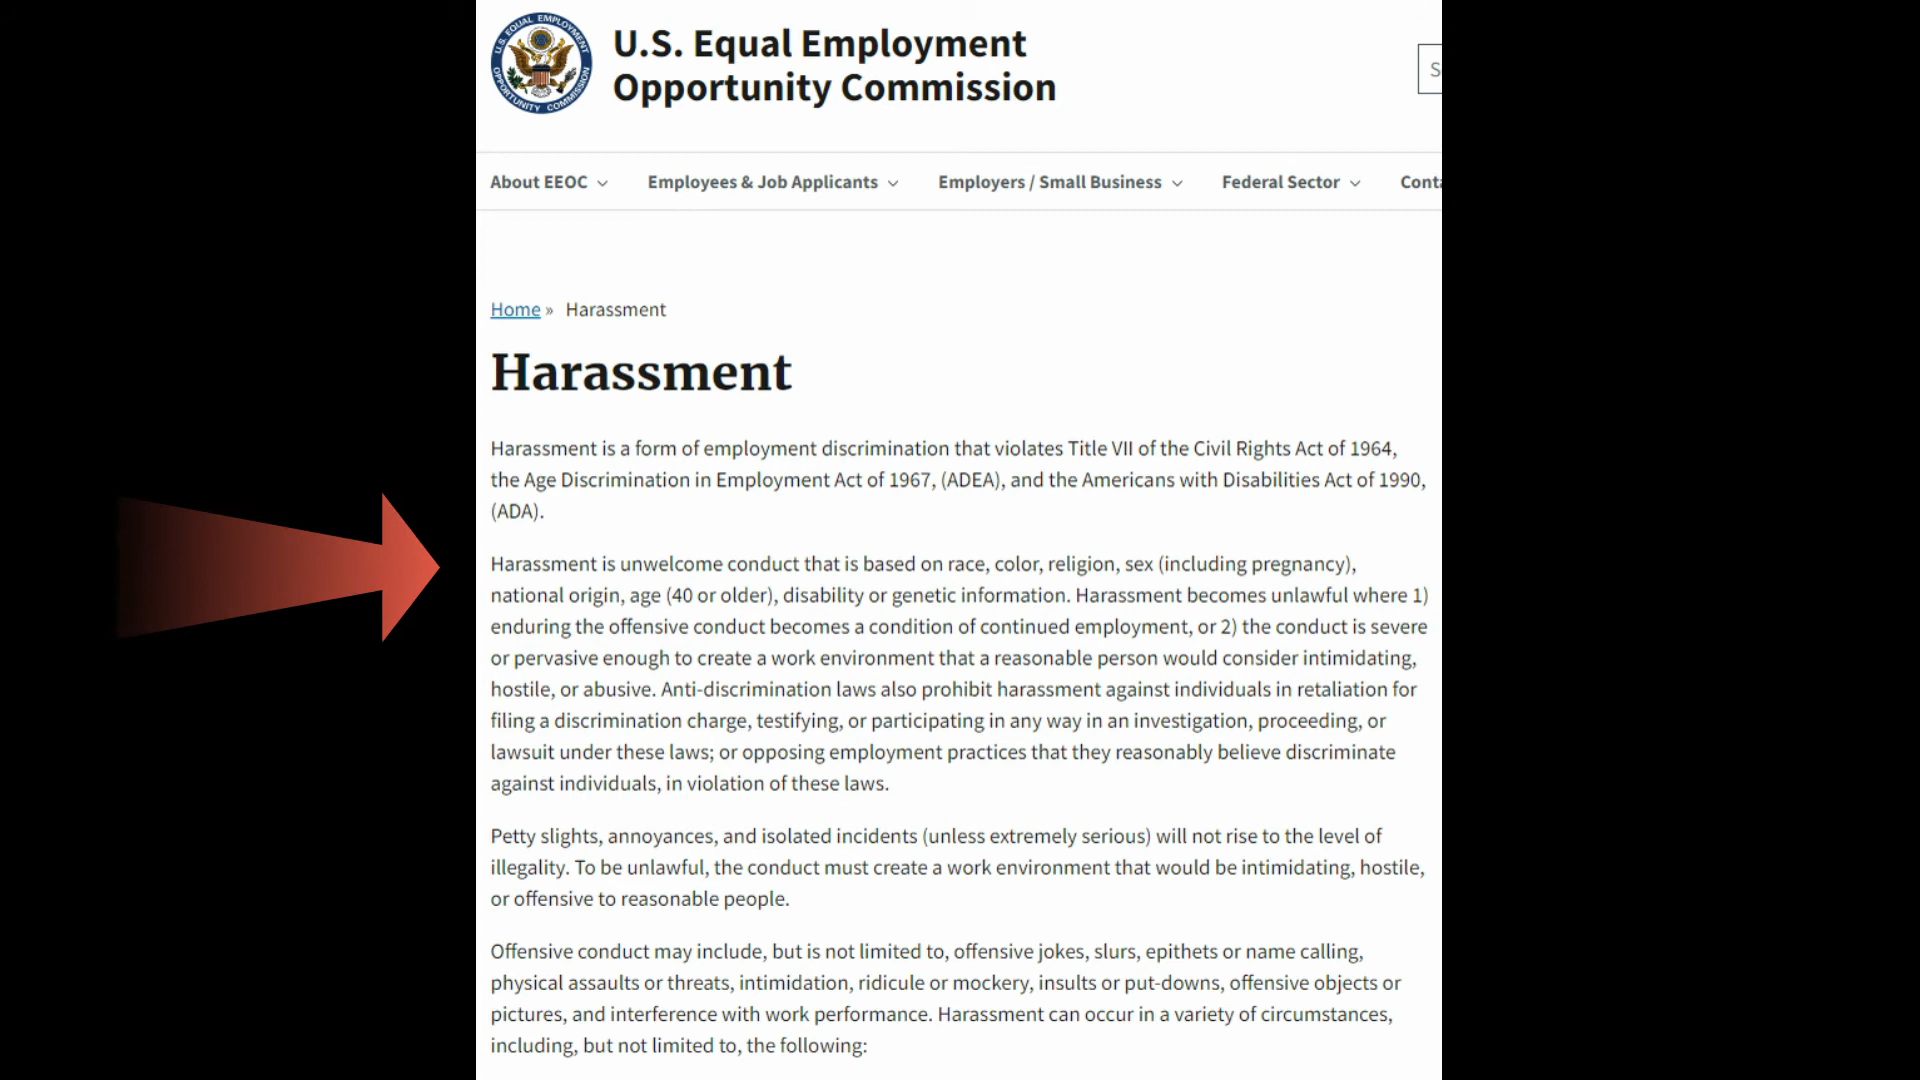 U.S. EQUAL EMPLOYMENT OPPORTUNITY COMMISSION
U.S. Equal Employment
Opportunity Commission
S
About EEOC
Employees & Job Applicants
Employers / Small Business
Federal Sector
Conta
Home » Harassment
Harassment
Harassment is a form of employment discrimination that violates Title VII of the Civil Rights Act of 1964,
the Age Discrimination in Employment Act of 1967, (ADEA), and the Americans with Disabilities Act of 1990,
(ADA).
Harassment is unwelcome conduct that is based on race, color, religion, sex (including pregnancy),
national origin, age (40 or older), disability or genetic information. Harassment becomes unlawful where 1)
enduring the offensive conduct becomes a condition of continued employment, or 2) the conduct is severe
or pervasive enough to create a work environment that a reasonable person would consider intimidating,
hostile, or abusive. Anti-discrimination laws also prohibit harassment against individuals in retaliation for
filing a discrimination charge, testifying, or participating in any way in an investigation, proceeding, or
lawsuit under these laws; or opposing employment practices that they reasonably believe discriminate
against individuals, in violation of these laws.
Petty slights, annoyances, and isolated incidents (unless extremely serious) will not rise to the level of
illegality. To be unlawful, the conduct must create a work environment that would be intimidating, hostile,
or offensive to reasonable people.
Offensive conduct may include, but is not limited to, offensive jokes, slurs, epithets or name calling,
physical assaults or threats, intimidation, ridicule or mockery, insults or put-downs, offensive objects or
pictures, and interference with work performance. Harassment can occur in a variety of circumstances,
including, but not limited to, the following: